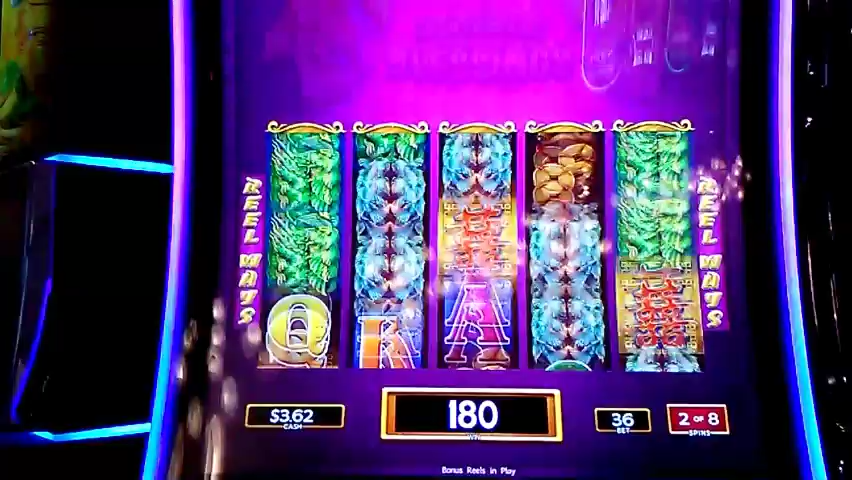 REEL WAYS
REEL WAYS
Q
K
A
$3.62
CASH
180
WIN
36
BET
2 OF 8
SPINS
Bonus Reels in Play